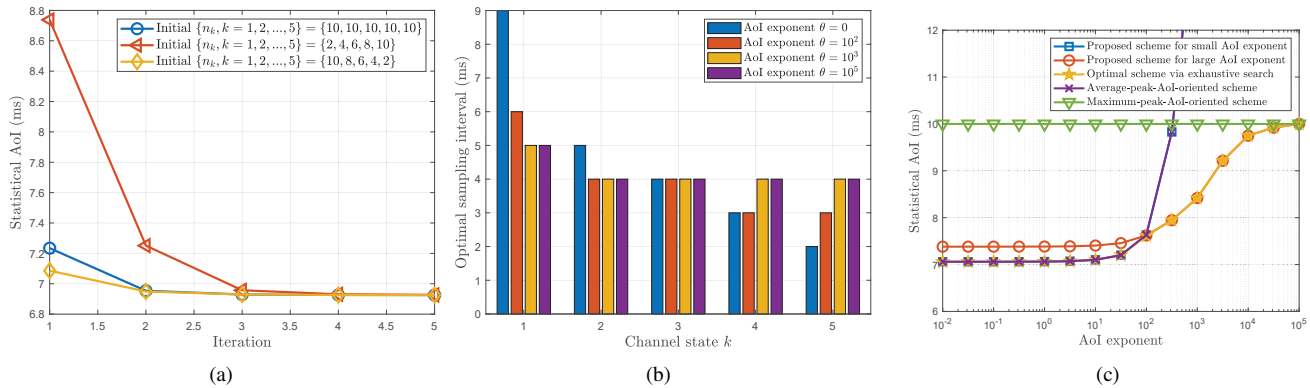 8.8
8.6
8.4
8.2
8
7.8
7.6
7.4
7.2
7
6.8
Statistical AoI (ms)
Initial {n_k, k = 1, 2, ..., 5} = {10, 10, 10, 10, 10}
Initial {n_k, k = 1, 2, ..., 5} = {2, 4, 6, 8, 10}
Initial {n_k, k = 1, 2, ..., 5} = {10, 8, 6, 4, 2}
1 1.5 2 2.5 3 3.5 4 4.5 5
Iteration
(a)
9
8
7
6
5
4
3
2
1
0
Optimal sampling interval (ms)
AoI exponent θ = 0
AoI exponent θ = 10^2
AoI exponent θ = 10^3
AoI exponent θ = 10^5
1 2 3 4 5
Channel state k
(b)
12
11
10
9
8
7
6
Statistical AoI (ms)
Proposed scheme for small AoI exponent
Proposed scheme for large AoI exponent
Optimal scheme via exhaustive search
Average-peak-AoI-oriented scheme
Maximum-peak-AoI-oriented scheme
10^-2 10^-1 10^0 10^1 10^2 10^3 10^4 10^5
AoI exponent
(c)